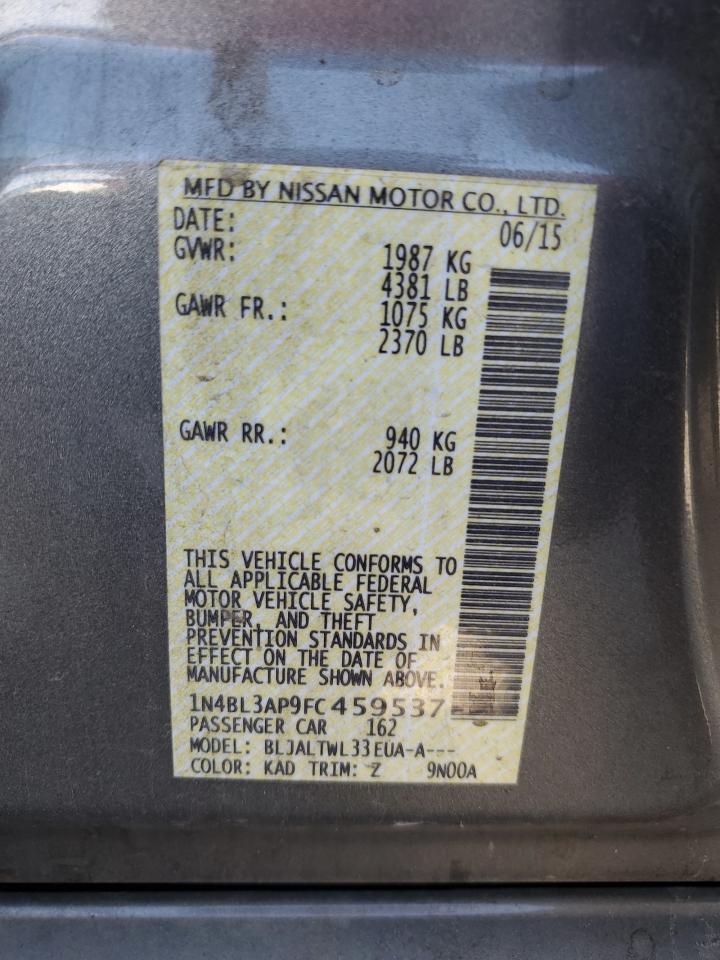 MFD BY NISSAN MOTOR CO., LTD.
DATE: 06/15
GVWR: 1987 KG
4381 LB
GAWR FR.: 1075 KG
2370 LB
GAWR RR.: 940 KG
2072 LB
THIS VEHICLE CONFORMS TO
ALL APPLICABLE FEDERAL
MOTOR VEHICLE SAFETY,
BUMPER, AND THEFT
PREVENTION STANDARDS IN
EFFECT ON THE DATE OF
MANUFACTURE SHOWN ABOVE.
1N4BL3AP9FC459537
PASSENGER CAR 162
MODEL: BLJALTWL33EUA-A---
COLOR: KAD TRIM: Z 9N00A